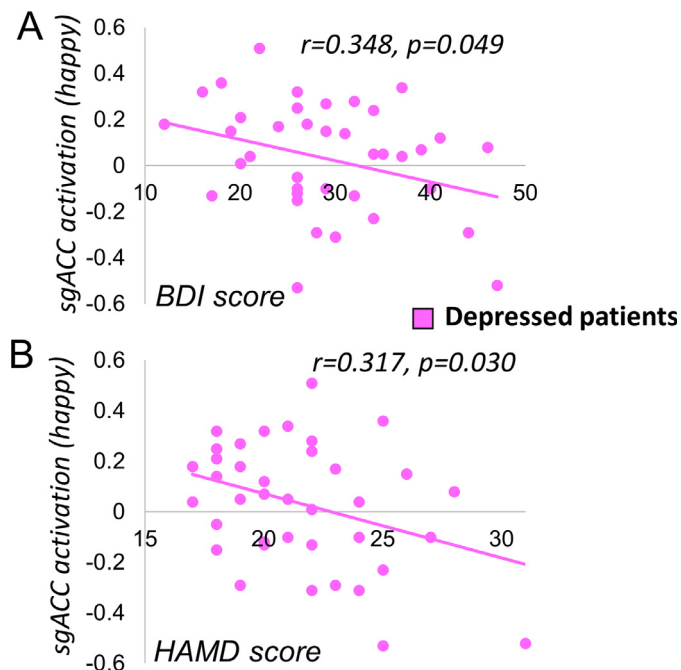 A
sgACC activation (happy)
0.6
0.4
0.2
0
-0.2
-0.4
-0.6
r=0.348, p=0.049
10 20 30 40 50
BDI score
Depressed patients
B
sgACC activation (happy)
0.6
0.4
0.2
0
-0.2
-0.4
-0.6
r=0.317, p=0.030
15 20 25 30
HAMD score